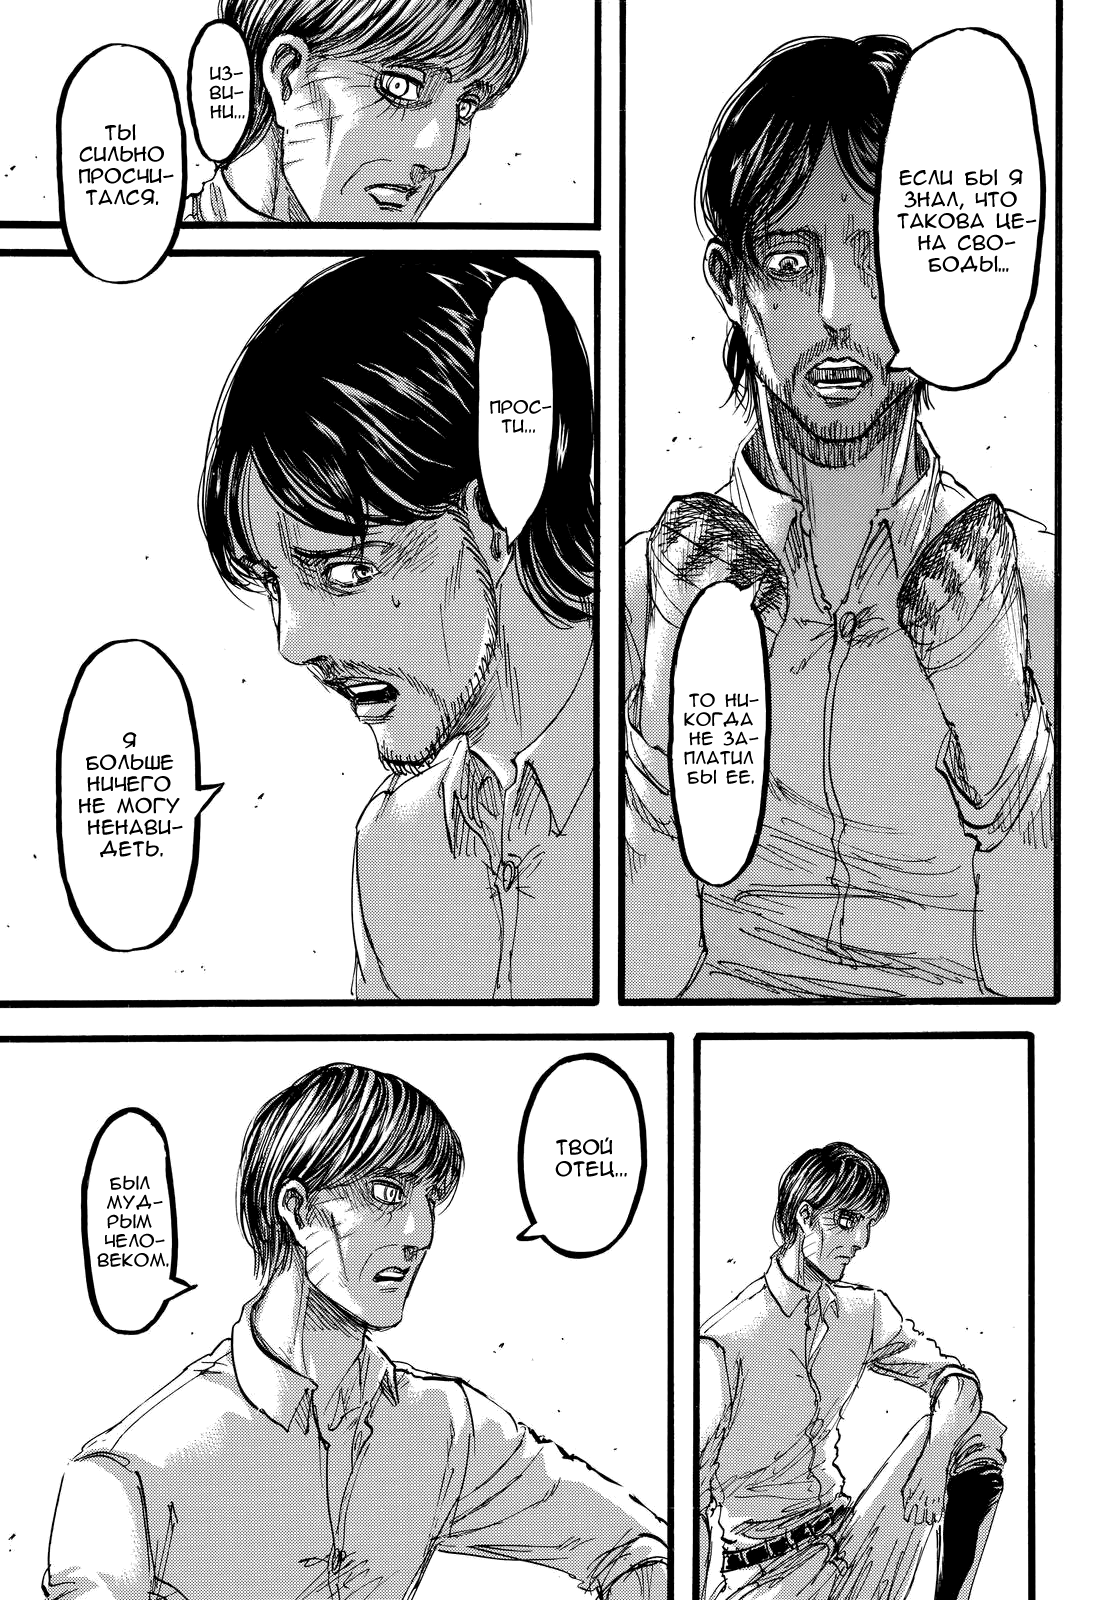 ЕСЛИ БЫ Я
ЗНАЛ, ЧТО
ТАКОВА ЦЕ-
НА СВО-
БОДЫ...
ТО НИ-
КОГДА
НЕ ЗА-
ПЛАТИЛ
БЫ ЕЕ.
ИЗ-
ВИ-
НИ...
ТЫ
СИЛЬНО
ПРОСЧИ-
ТАЛСЯ.
ПРОС-
ТИ...
Я
БОЛЬШЕ
НИЧЕГО
НЕ МОГУ
НЕНАВИ-
ДЕТЬ.
ТВОЙ
ОТЕЦ...
БЫЛ
МУД-
РЫМ
ЧЕЛО-
ВЕКОМ.